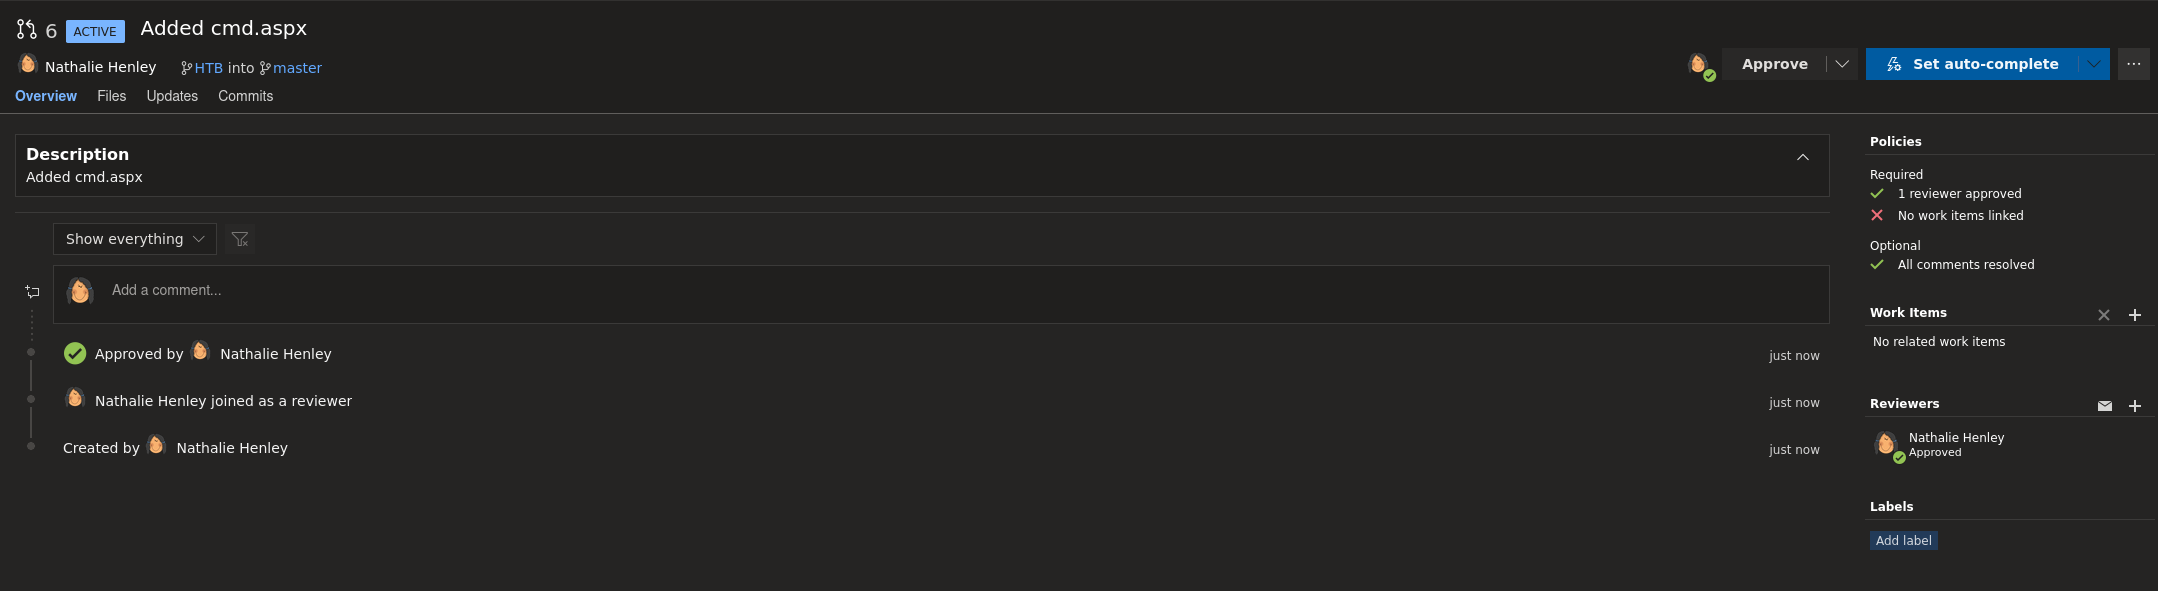 6 ACTIVE Added cmd.aspx
Nathalie Henley HTB into master
Approve Set auto-complete
Overview Files Updates Commits
Description
Added cmd.aspx
Show everything
Add a comment...
Approved by Nathalie Henley just now
Nathalie Henley joined as a reviewer just now
Created by Nathalie Henley just now
Policies
Required
1 reviewer approved
No work items linked
Optional
All comments resolved
Work Items
No related work items
Reviewers
Nathalie Henley
Approved
Labels
Add label